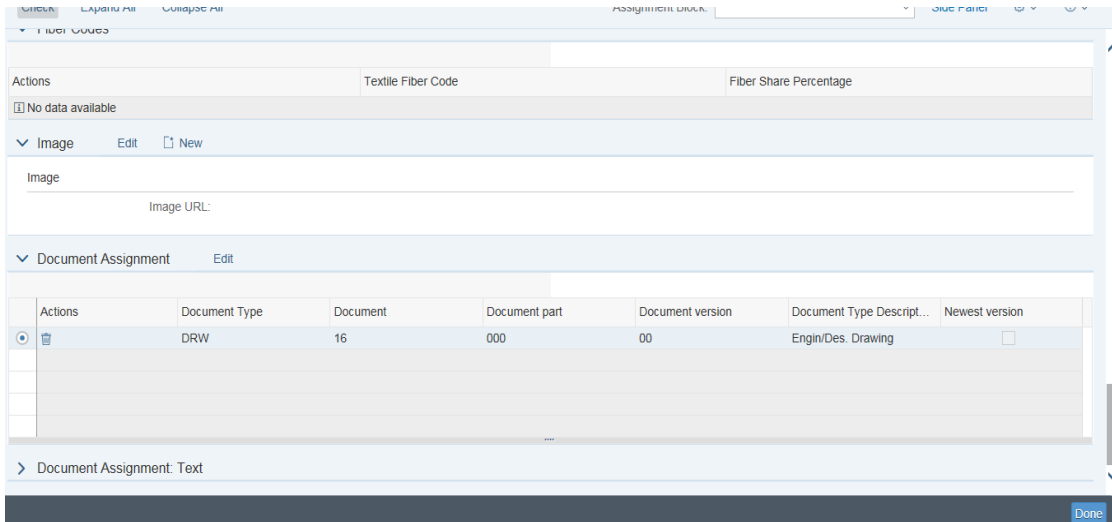 Check Expand All Collapse All Assignment Block: Side Panel
Fiber Codes
Actions Textile Fiber Code Fiber Share Percentage
No data available
Image Edit New
Image
Image URL:
Document Assignment Edit
Actions Document Type Document Document part Document version Document Type Descript... Newest version
DRW 16 000 00 Engin/Des. Drawing
Document Assignment: Text
Done